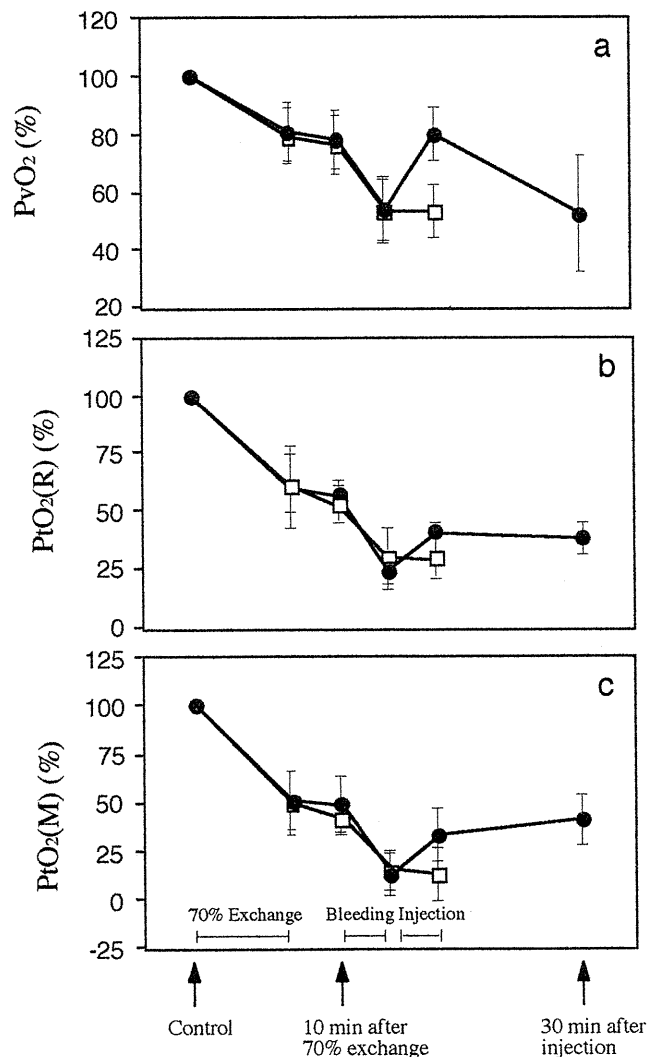 120
a
100
80
60
40
20
PvO₂ (%)
125
b
100
75
50
25
0
PtO₂(R) (%)
125
c
100
75
50
25
0
-25
PtO₂(M) (%)
70% Exchange Bleeding Injection
Control
10 min after
70% exchange
30 min after
injection